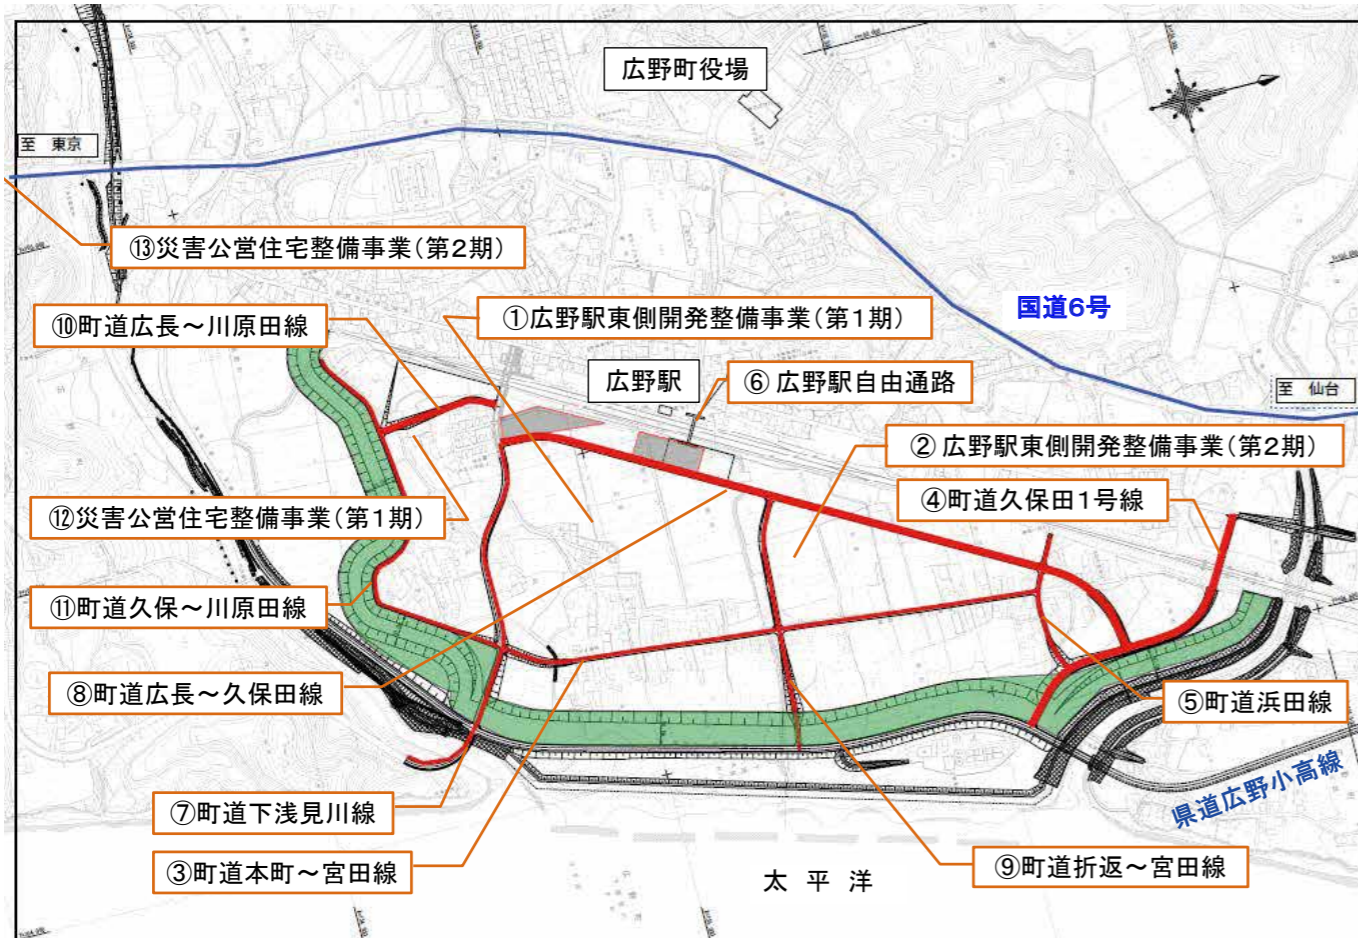 広野町役場
至 東京
⑬災害公営住宅整備事業(第2期)
国道6号
⑩町道広長～川原田線
①広野駅東側開発整備事業(第1期)
広野駅
⑥広野駅自由通路
至 仙台
②広野駅東側開発整備事業(第2期)
④町道久保田1号線
⑫災害公営住宅整備事業(第1期)
⑪町道久保～川原田線
⑧町道広長～久保田線
⑤町道浜田線
県道広野小高線
⑦町道下浅見川線
③町道本町～宮田線
⑨町道折返～宮田線
太 平 洋